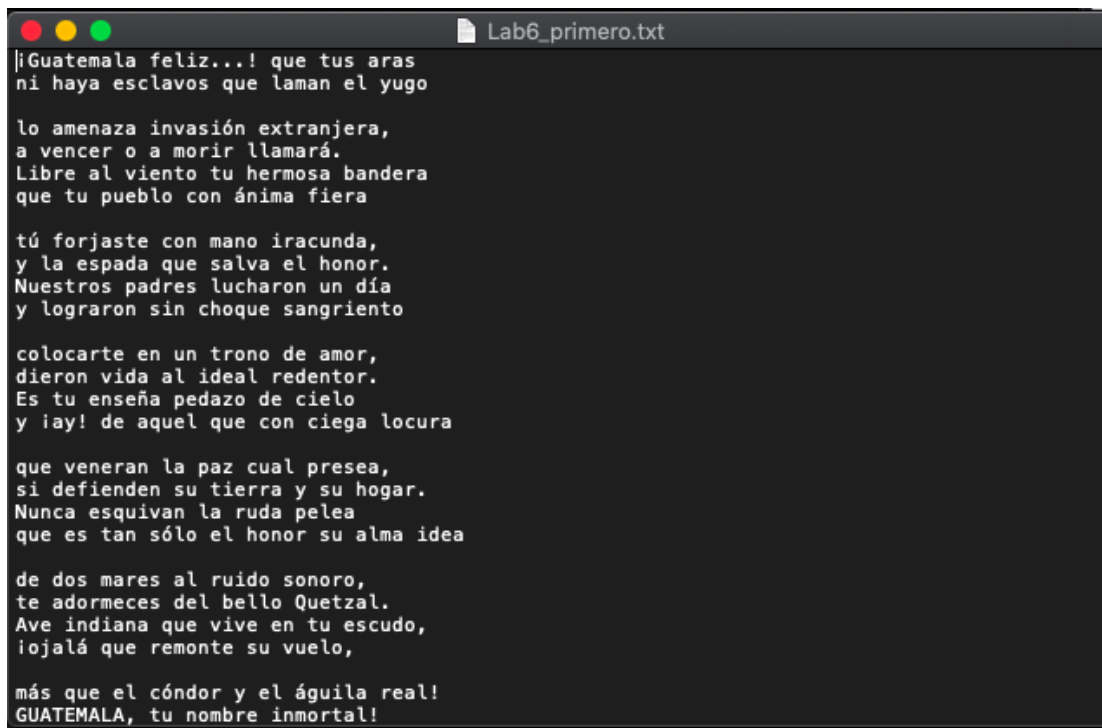 Lab6_primero.txt
¡Guatemala feliz...! que tus aras
ni haya esclavos que laman el yugo
lo amenaza invasión extranjera,
a vencer o a morir llamará.
Libre al viento tu hermosa bandera
que tu pueblo con ánima fiera
tú forjaste con mano iracunda,
y la espada que salva el honor.
Nuestros padres lucharon un día
y lograron sin choque sangriento
colocarte en un trono de amor,
dieron vida al ideal redentor.
Es tu enseña pedazo de cielo
y ¡ay! de aquel que con ciega locura
que veneran la paz cual presea,
si defienden su tierra y su hogar.
Nunca esquivan la ruda pelea
que es tan sólo el honor su alma idea
de dos mares al ruido sonoro,
te adormeces del bello Quetzal.
Ave indiana que vive en tu escudo,
¡ojalá que remonte su vuelo,
más que el cóndor y el águila real!
GUATEMALA, tu nombre inmortal!